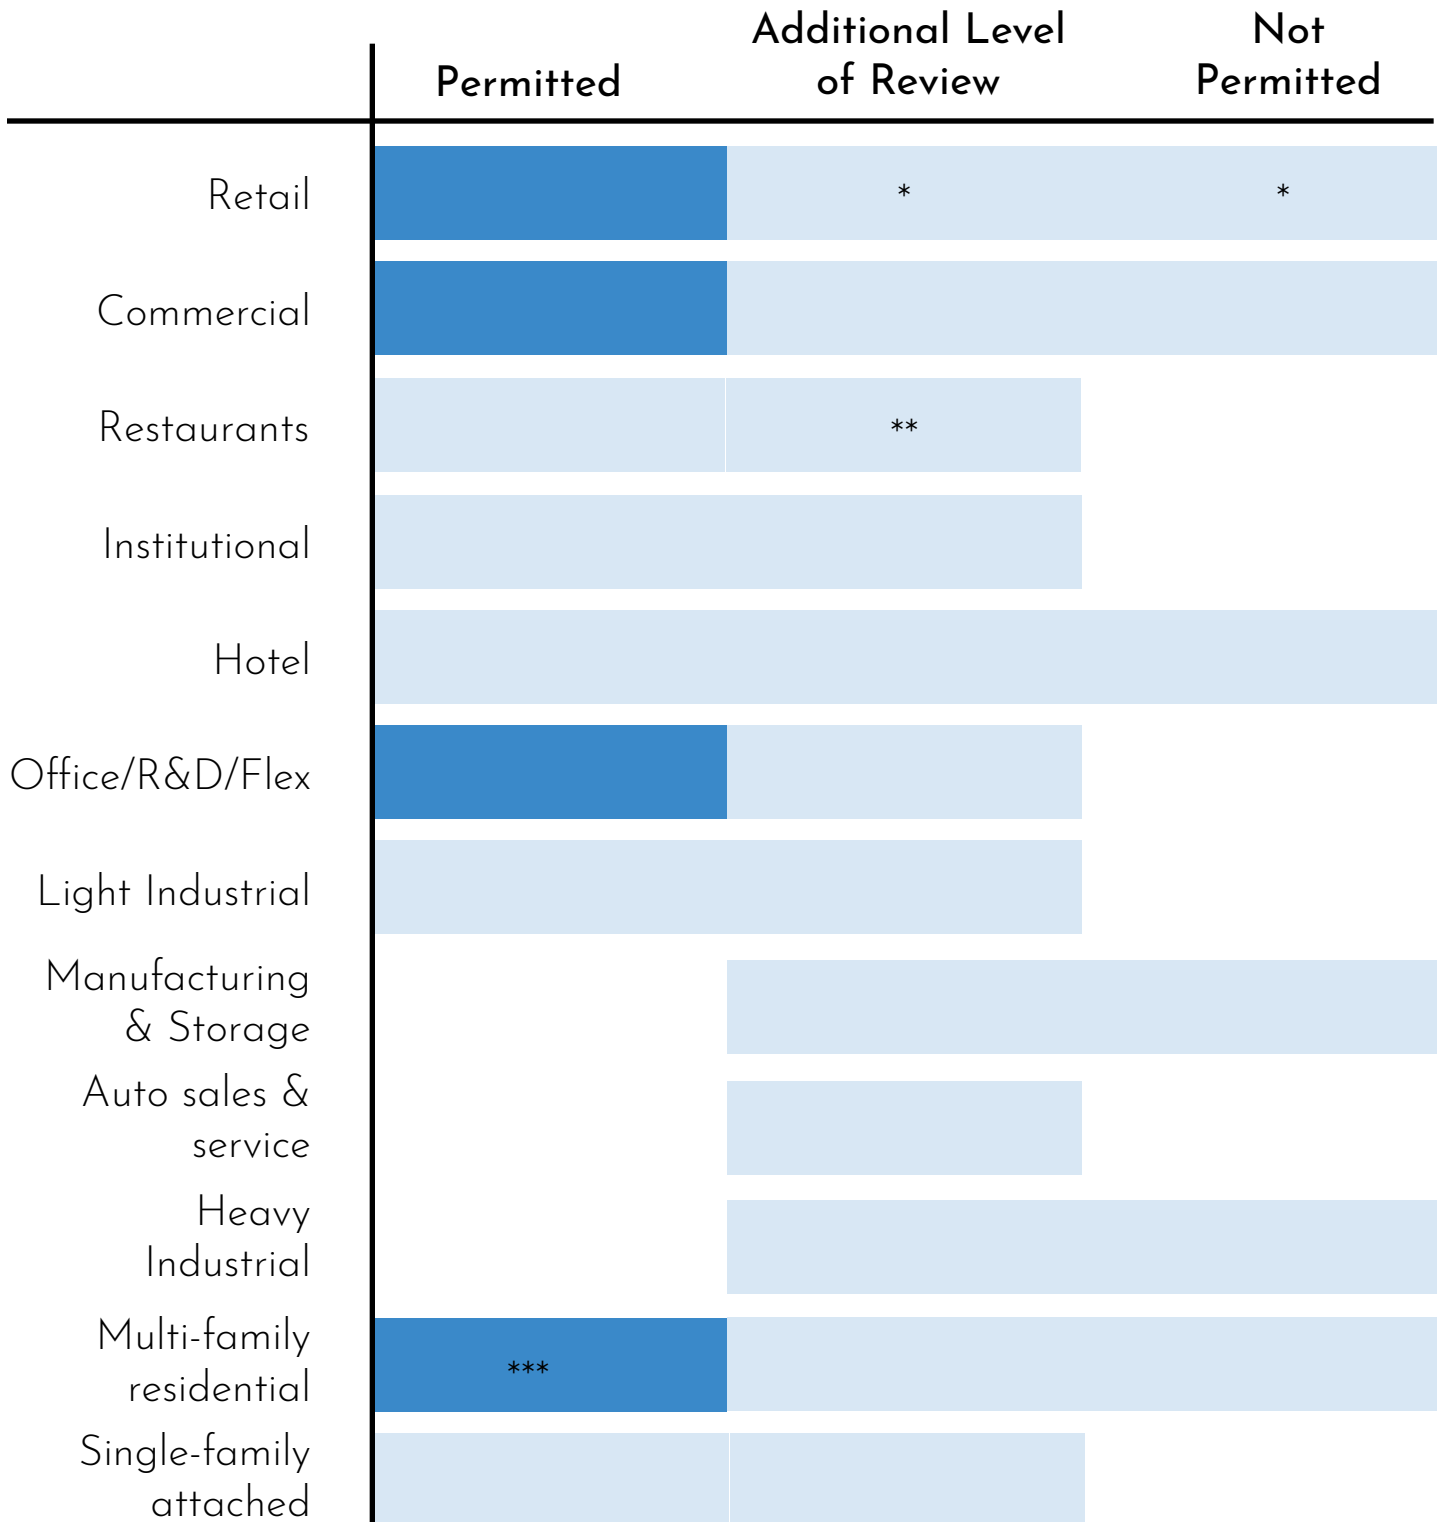 Permitted
Additional Level
of Review
Not
Permitted
Retail
*
*
Commercial
Restaurants
**
Institutional
Hotel
Office/R&D/Flex
Light Industrial
Manufacturing
& Storage
Auto sales &
service
Heavy
Industrial
Multi-family
residential
***
Single-family
attached